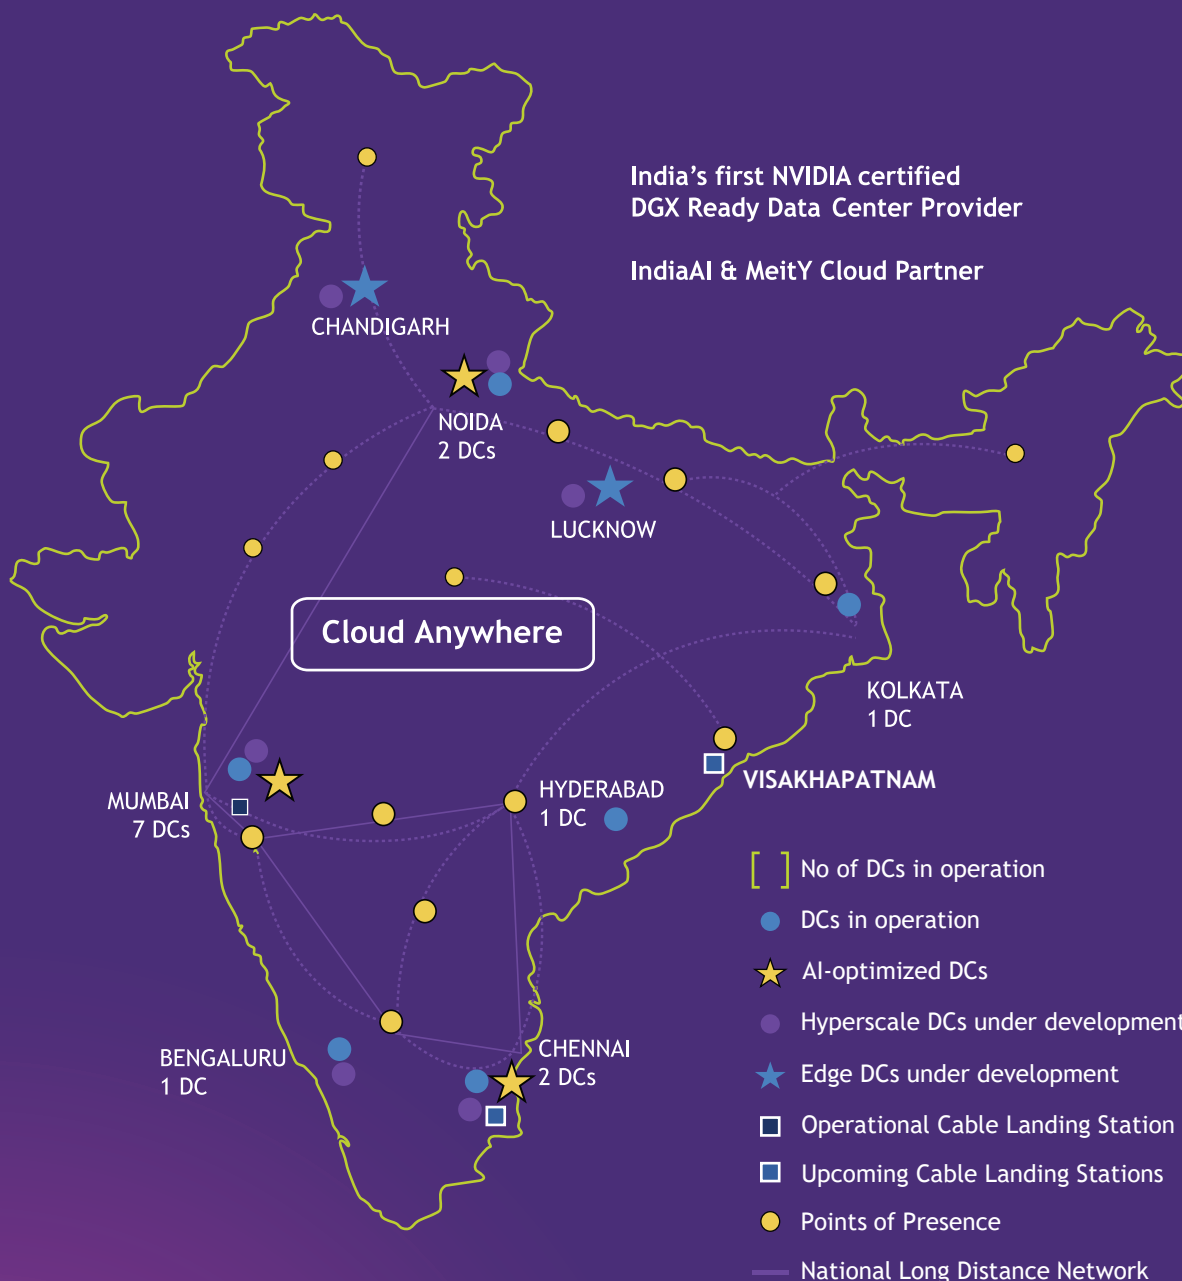 India’s first NVIDIA certified
DGX Ready Data Center Provider
IndiaAI & MeitY Cloud Partner
CHANDIGARH
NOIDA
2 DCs
LUCKNOW
Cloud Anywhere
KOLKATA
1 DC
VISAKHAPATNAM
MUMBAI
7 DCs
HYDERABAD
1 DC
BENGALURU
1 DC
CHENNAI
2 DCs
[ ] No of DCs in operation
DCs in operation
AI-optimized DCs
Hyperscale DCs under development
Edge DCs under development
Operational Cable Landing Station
Upcoming Cable Landing Stations
Points of Presence
National Long Distance Network